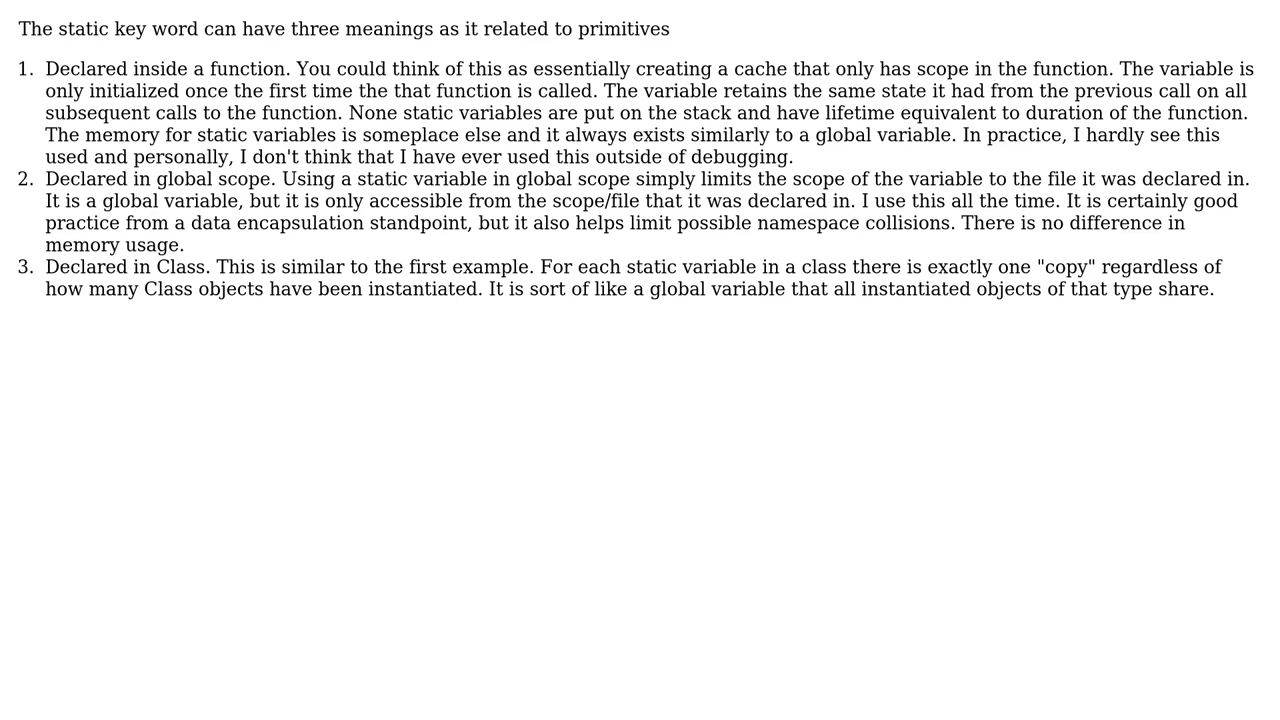 The static key word can have three meanings as it related to primitives
1. Declared inside a function. You could think of this as essentially creating a cache that only has scope in the function. The variable is
only initialized once the first time the that function is called. The variable retains the same state it had from the previous call on all
subsequent calls to the function. None static variables are put on the stack and have lifetime equivalent to duration of the function.
The memory for static variables is someplace else and it always exists similarly to a global variable. In practice, I hardly see this
used and personally, I don't think that I have ever used this outside of debugging.
2. Declared in global scope. Using a static variable in global scope simply limits the scope of the variable to the file it was declared in.
It is a global variable, but it is only accessible from the scope/file that it was declared in. I use this all the time. It is certainly good
practice from a data encapsulation standpoint, but it also helps limit possible namespace collisions. There is no difference in
memory usage.
3. Declared in Class. This is similar to the first example. For each static variable in a class there is exactly one "copy" regardless of
how many Class objects have been instantiated. It is sort of like a global variable that all instantiated objects of that type share.